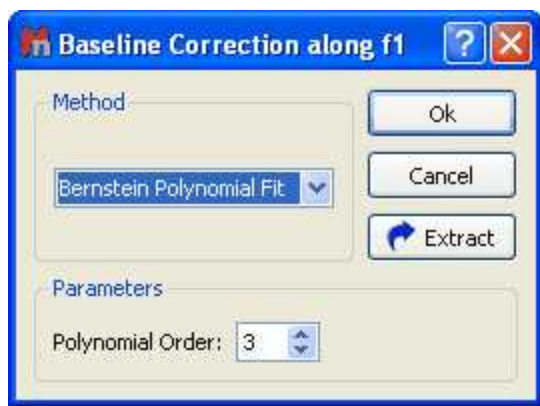 Baseline Correction along f1
Method
Ok
Bernstein Polynomial Fit
Cancel
Extract
Parameters
Polynomial Order: 3